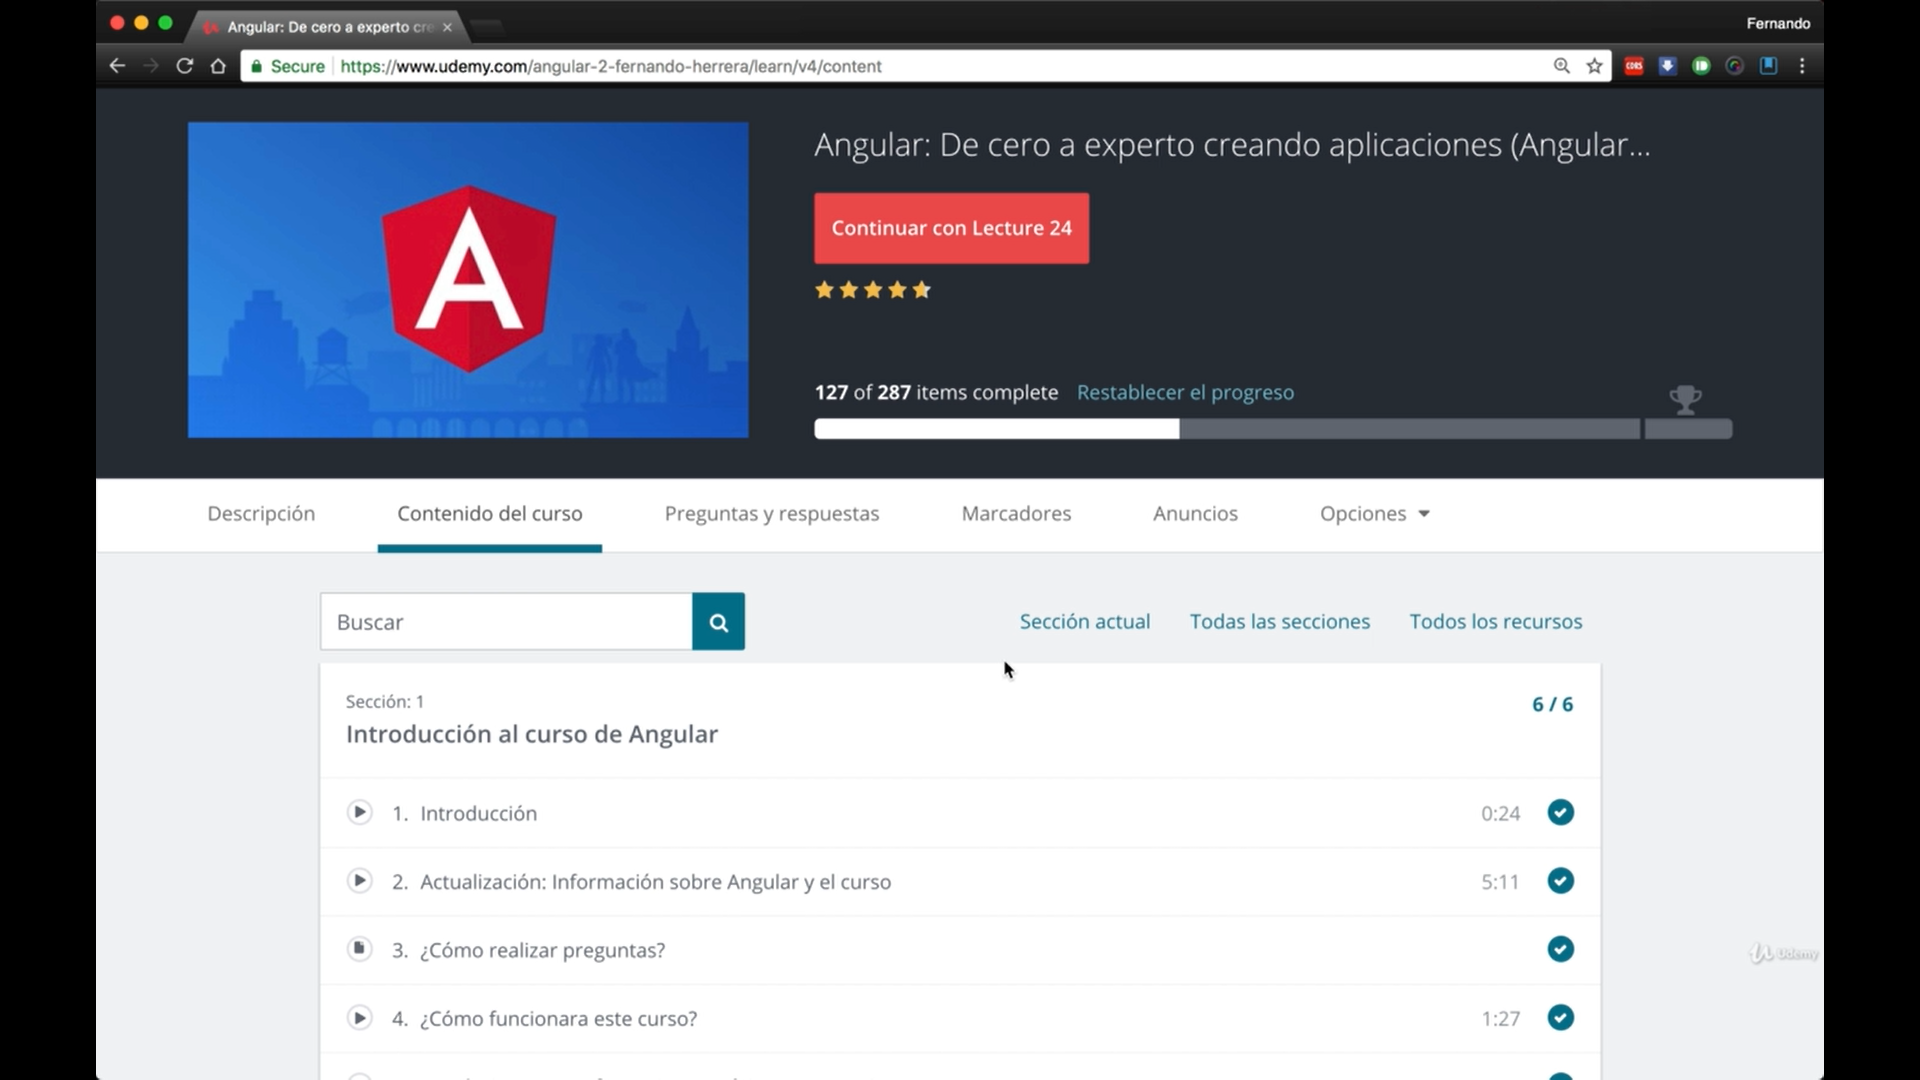 Angular: De cero a experto cre
Fernando
Secure https://www.udemy.com/angular-2-fernando-herrera/learn/v4/content
CORS
A
Angular: De cero a experto creando aplicaciones (Angular...
Continuar con Lecture 24
127 of 287 items complete Restablecer el progreso
Descripción Contenido del curso Preguntas y respuestas Marcadores Anuncios Opciones
Buscar
Sección actual Todas las secciones Todos los recursos
Sección: 1
6 / 6
Introducción al curso de Angular
1. Introducción 0:24
2. Actualización: Información sobre Angular y el curso 5:11
3. ¿Cómo realizar preguntas?
Udemy
4. ¿Cómo funcionara este curso? 1:27